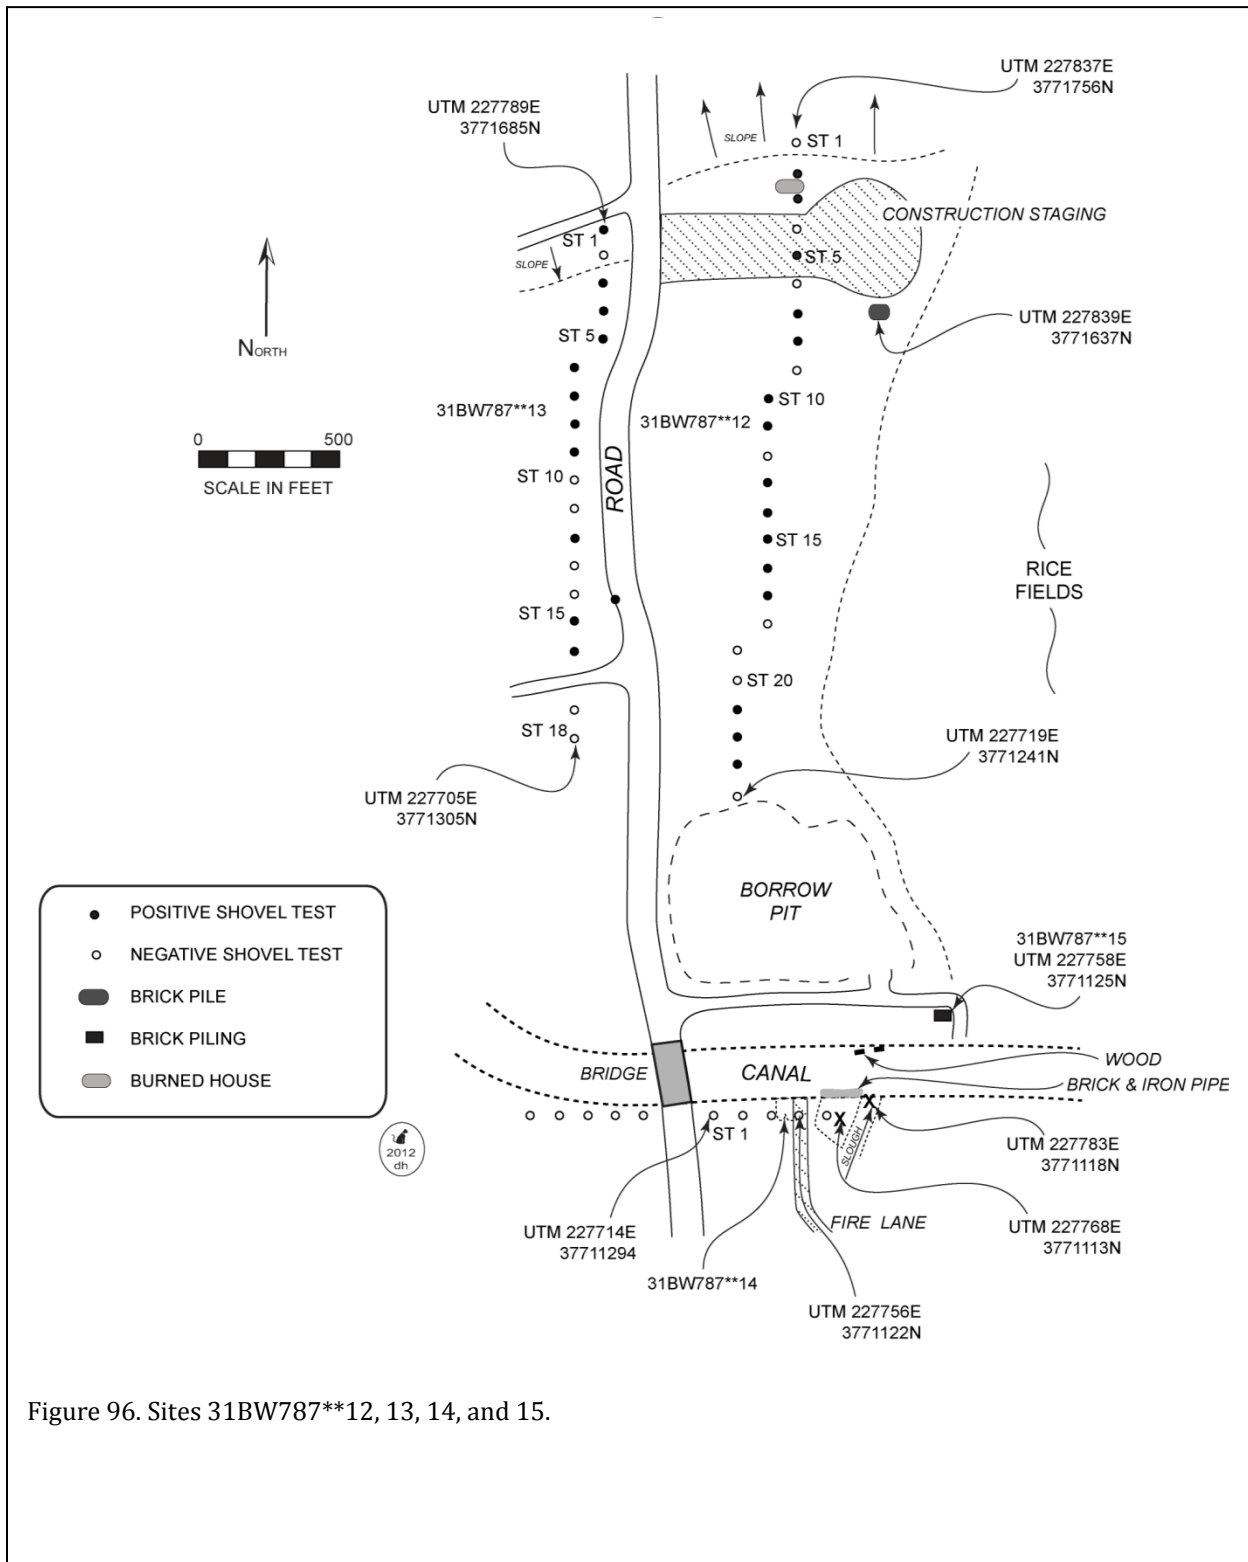 UTM 227837E
3771756N
UTM 227789E
3771685N
SLOPE
ST 1
CONSTRUCTION STAGING
ST 1
SLOPE
ST 5
NORTH
UTM 227839E
3771637N
ST 5
ST 10
31BW787**13
31BW787**12
0 500
SCALE IN FEET
ROAD
ST 10
ST 15
RICE
FIELDS
ST 15
ST 20
ST 18
UTM 227719E
3771241N
UTM 227705E
3771305N
BORROW
PIT
POSITIVE SHOVEL TEST
NEGATIVE SHOVEL TEST
BRICK PILE
BRICK PILING
BURNED HOUSE
31BW787**15
UTM 227758E
3771125N
WOOD
BRIDGE
CANAL
BRICK & IRON PIPE
X
X
ST 1
SLOUGH
2012
dh
UTM 227783E
3771118N
FIRE LANE
UTM 227714E
37711294
UTM 227768E
3771113N
31BW787**14
UTM 227756E
3771122N
Figure 96. Sites 31BW787**12, 13, 14, and 15.